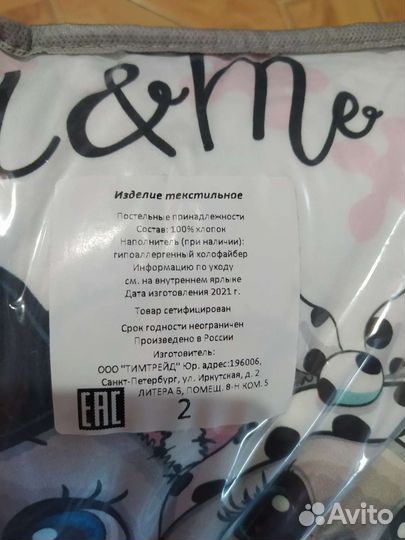 &me
Изделие текстильное
Постельные принадлежности
Состав: 100% хлопок
Наполнитель (при наличии):
гипоаллергенный холофайбер
Информацию по уходу
см. на внутреннем ярлыке
Дата изготовления 2021 г.
Товар сетифицирован
Срок годности неограничен
Произведено в России
Изготовитель:
ООО "ТИМТРЕЙД" Юр. адрес:196006,
Санкт-Петербург, ул. Иркутская, д. 2
ЛИТЕРА Б, ПОМЕЩ. 8-Н КОМ. 5
EAC
2
Avito